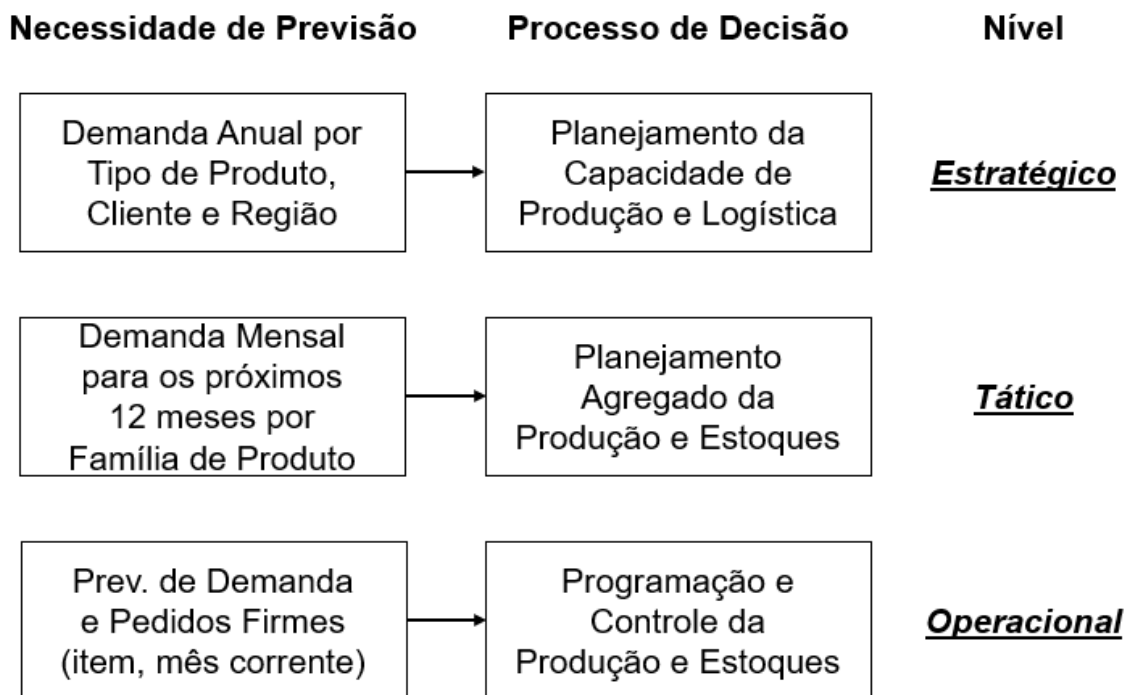 Necessidade de Previsão
Processo de Decisão
Nível
Demanda Anual por
Tipo de Produto,
Cliente e Região
Planejamento da
Capacidade de
Produção e Logística
Estratégico
Demanda Mensal
para os próximos
12 meses por
Família de Produto
Planejamento
Agregado da
Produção e Estoques
Tático
Prev. de Demanda
e Pedidos Firmes
(item, mês corrente)
Programação e
Controle da
Produção e Estoques
Operacional